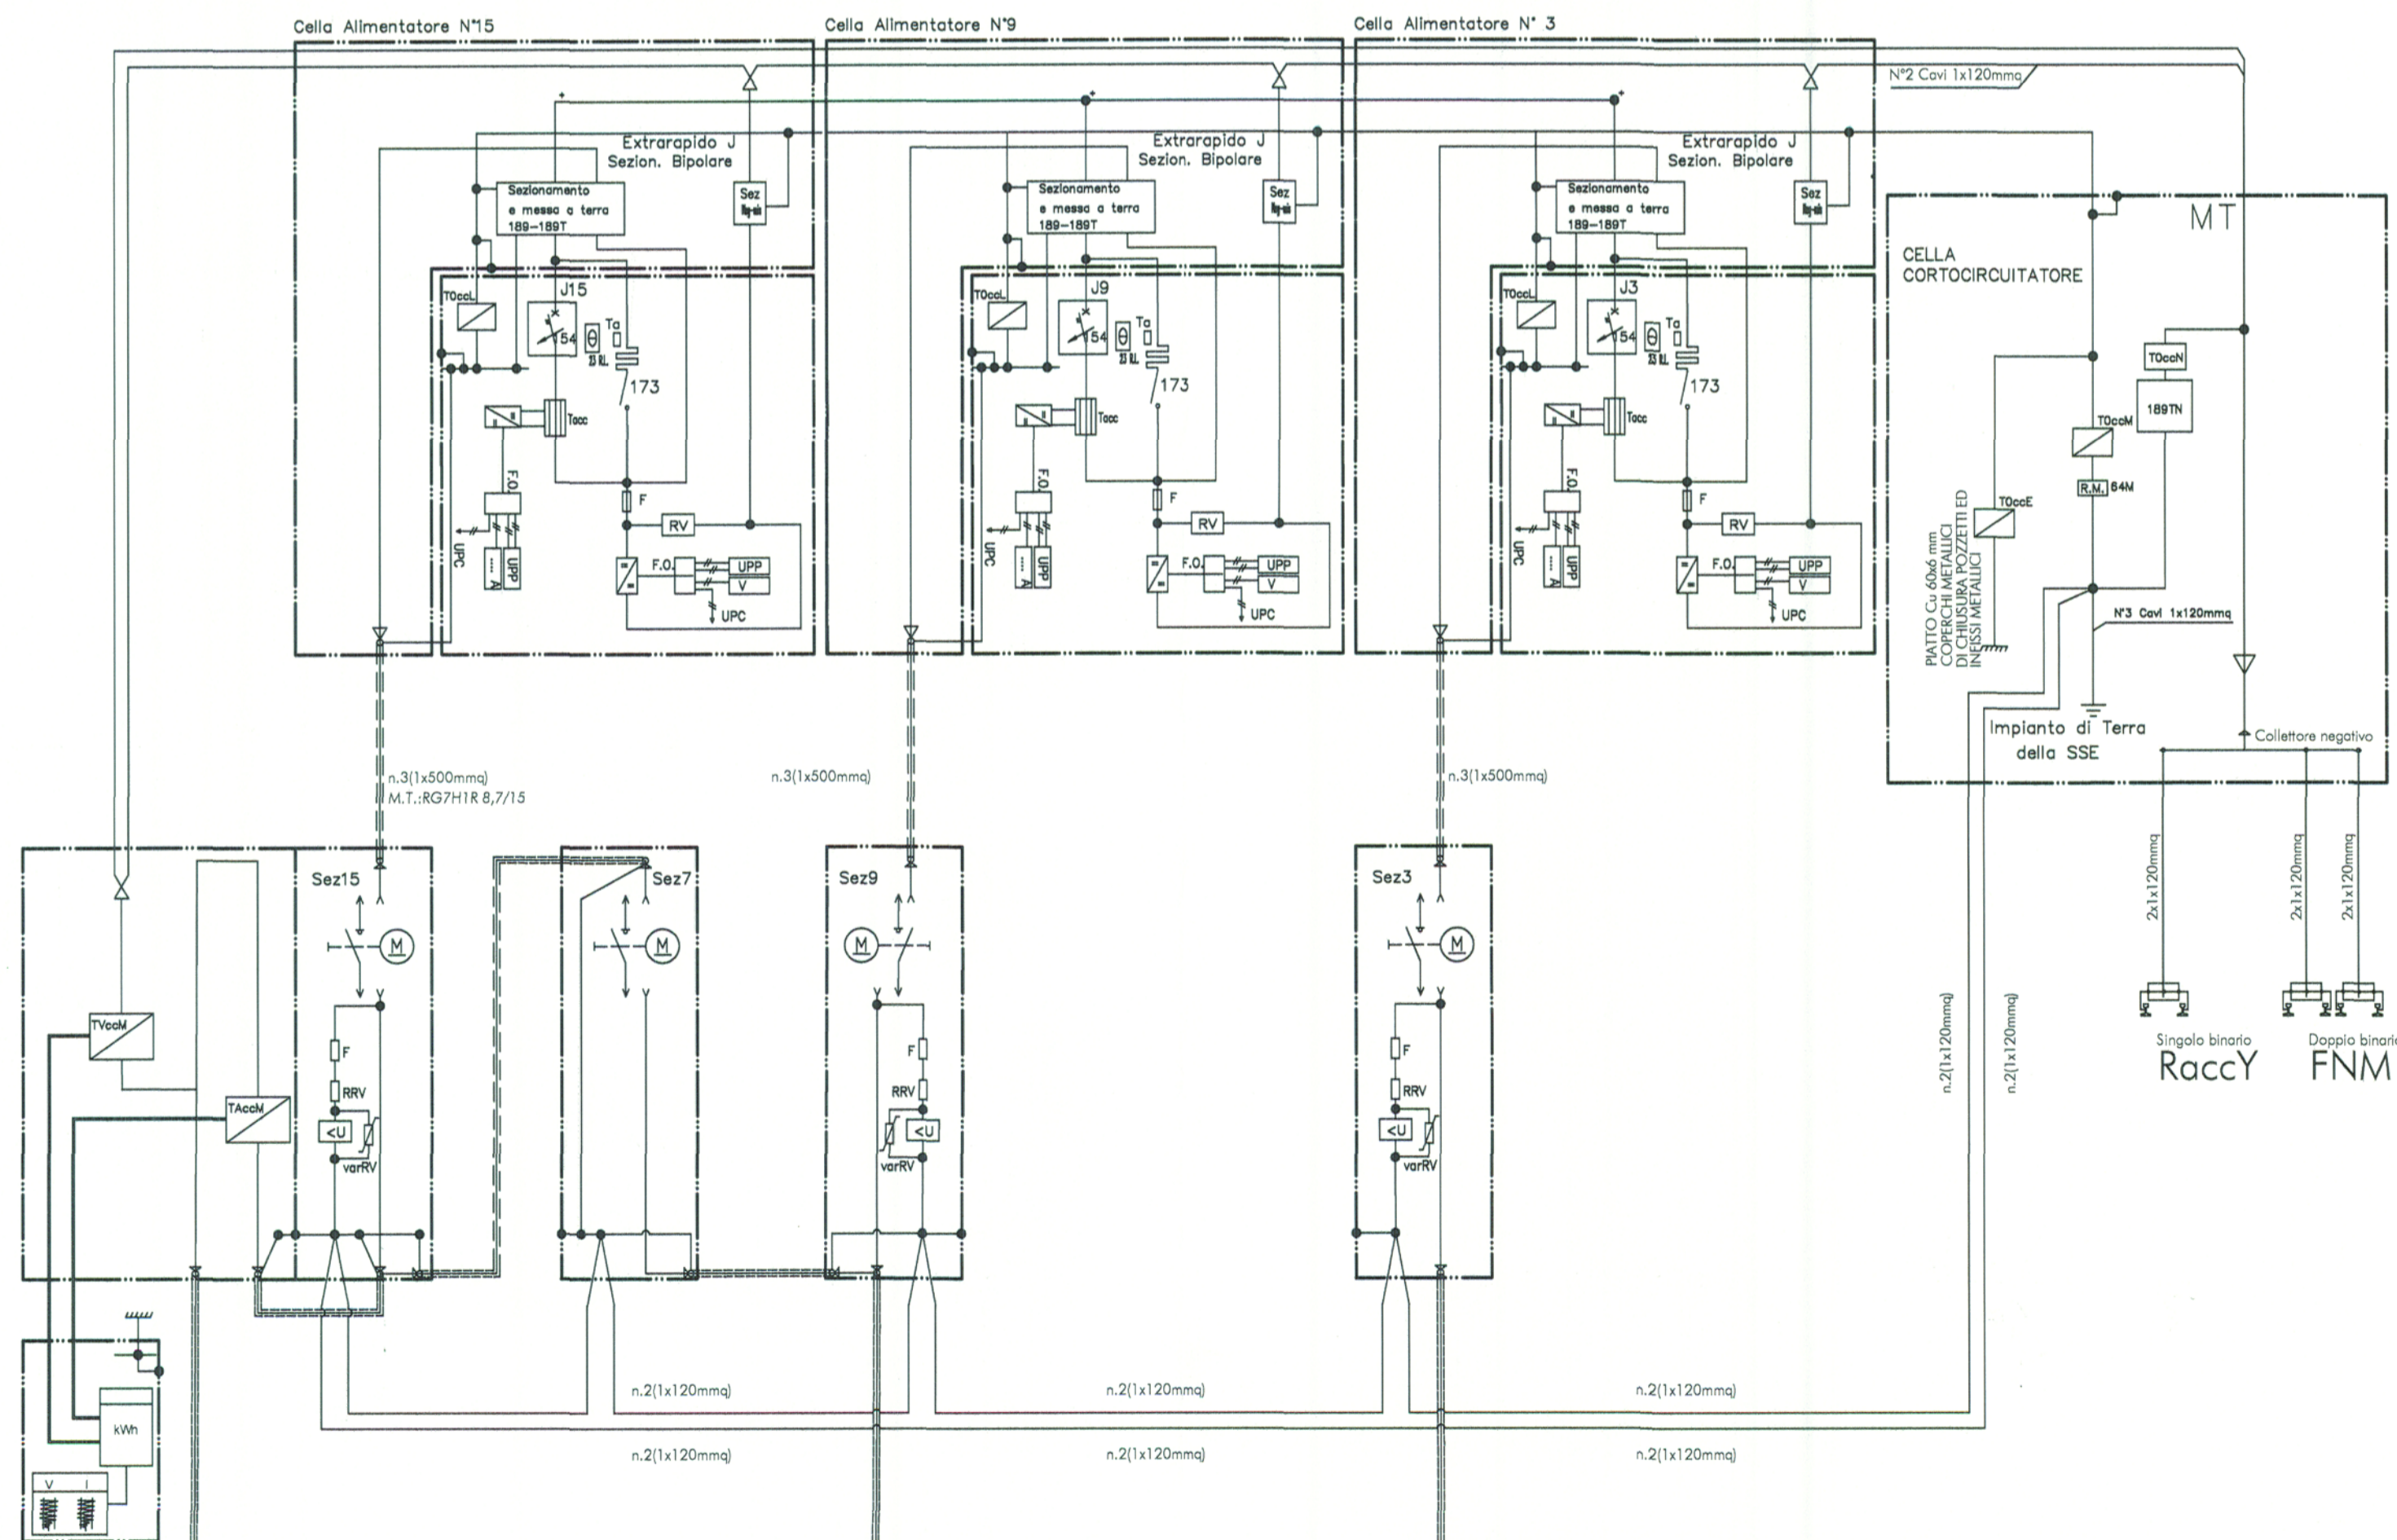 Cella Alimentatore N°15
Cella Alimentatore N°9
Cella Alimentatore N° 3
N°2 Cavi 1x120mmq
+
+
+
Extrarapido J
Sezion. Bipolare
Extrarapido J
Sezion. Bipolare
Extrarapido J
Sezion. Bipolare
Sezionamento
e messa a terra
189-189T
Sez
Sezionamento
e messa a terra
189-189T
Sez
Sezionamento
e messa a terra
189-189T
Sez
MT
CELLA
CORTOCIRCUITATORE
TOccL
J15
54
Ta
173
Tacc
F.O.
F
RV
UPC
A
UPP
F.O.
UPP
V
UPC
TOccL
J9
54
Ta
173
Tacc
F.O.
F
RV
UPC
A
UPP
F.O.
UPP
V
UPC
TOccL
J3
54
Ta
173
Tacc
F.O.
F
RV
UPC
A
UPP
F.O.
UPP
V
UPC
TOccN
189TN
TOccM
R.M. 64M
TOccE
PIATTO Cu 60x6 mm
COPERCHI METALLICI
DI CHIUSURA POZZETTI ED
INFISSI METALLICI
N°3 Cavi 1x120mmq
Impianto di Terra
della SSE
Collettore negativo
n.3(1x500mmq)
M.T.:RG7H1R 8,7/15
n.3(1x500mmq)
n.3(1x500mmq)
2x1x120mmq
2x1x120mmq
2x1x120mmq
Sez15
M
Sez7
M
Sez9
M
Sez3
M
TVccM
TAccM
F
RRV
<U
varRV
F
RRV
<U
varRV
F
RRV
<U
varRV
n.2(1x120mmq)
n.2(1x120mmq)
Singolo binario
RaccY
Doppio binario
FNM
n.2(1x120mmq)
n.2(1x120mmq)
n.2(1x120mmq)
n.2(1x120mmq)
n.2(1x120mmq)
n.2(1x120mmq)
kWh
V I